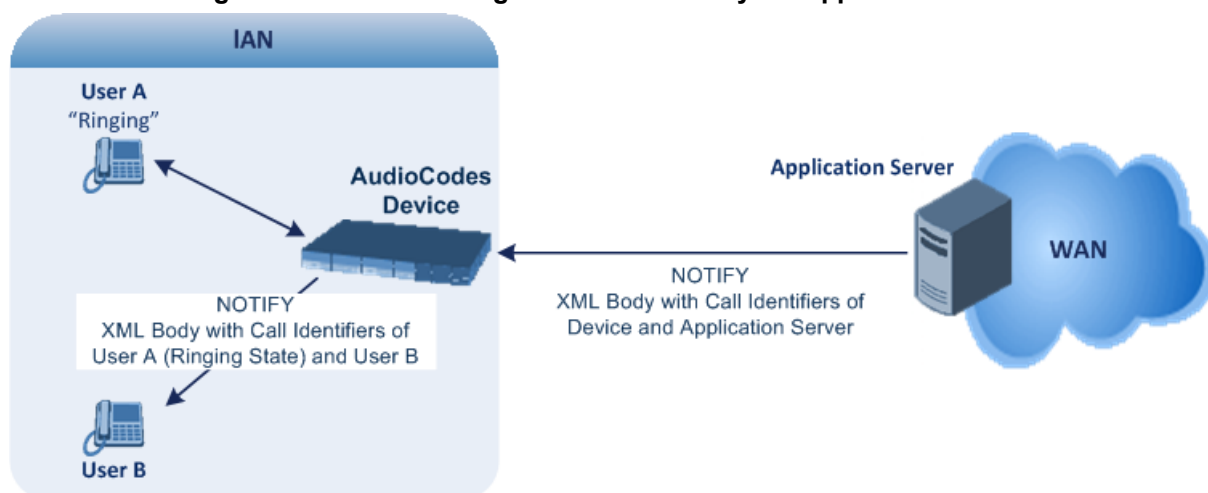 lAN
User A
“Ringing”
AudioCodes
Device
Application Server
WAN
NOTIFY
XML Body with Call Identifiers of
Device and Application Server
NOTIFY
XML Body with Call Identifiers of
User A (Ringing State) and User B
User B